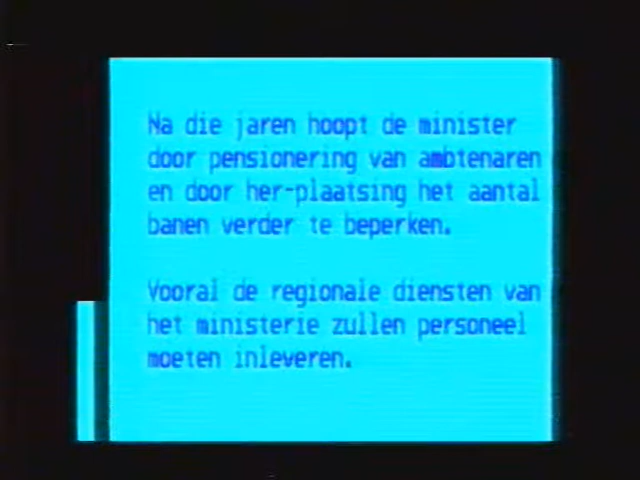 Na die jaren hoopt de minister
door pensionering van ambtenaren
en door her-plaatsing het aantal
banen verder te beperken.
Vooral de regionale diensten van
het ministerie zullen personeel
moeten inleveren.